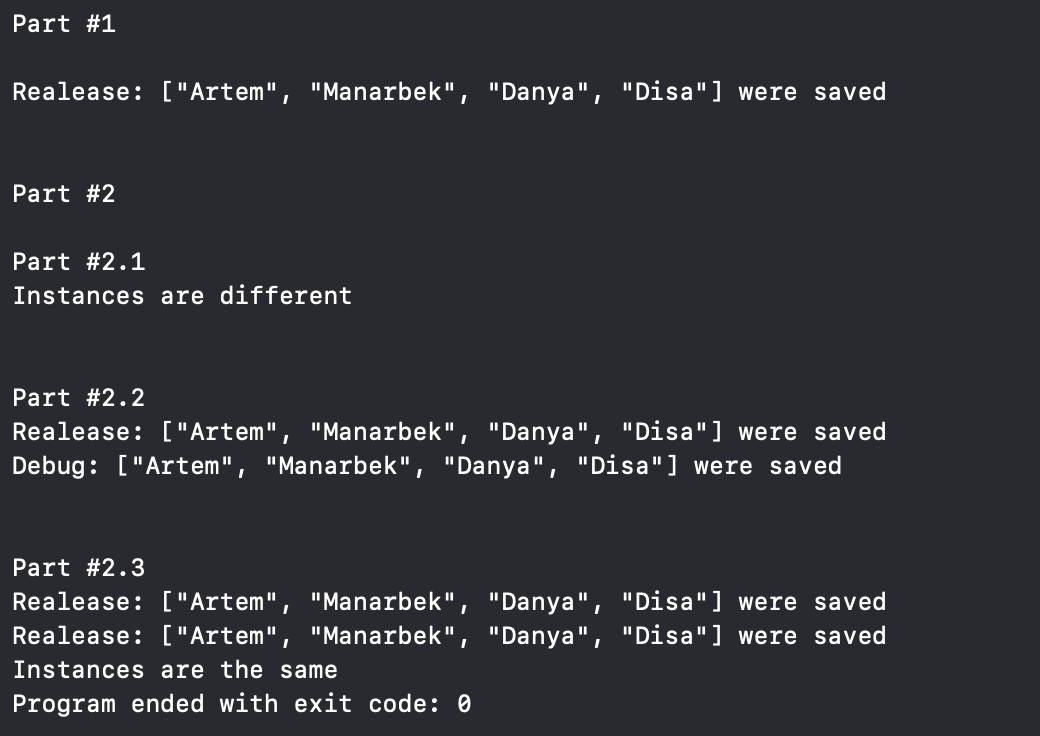 Part #1
Realease: ["Artem", "Manarbek", "Danya", "Disa"] were saved
Part #2
Part #2.1
Instances are different
Part #2.2
Realease: ["Artem", "Manarbek", "Danya", "Disa"] were saved
Debug: ["Artem", "Manarbek", "Danya", "Disa"] were saved
Part #2.3
Realease: ["Artem", "Manarbek", "Danya", "Disa"] were saved
Realease: ["Artem", "Manarbek", "Danya", "Disa"] were saved
Instances are the same
Program ended with exit code: 0